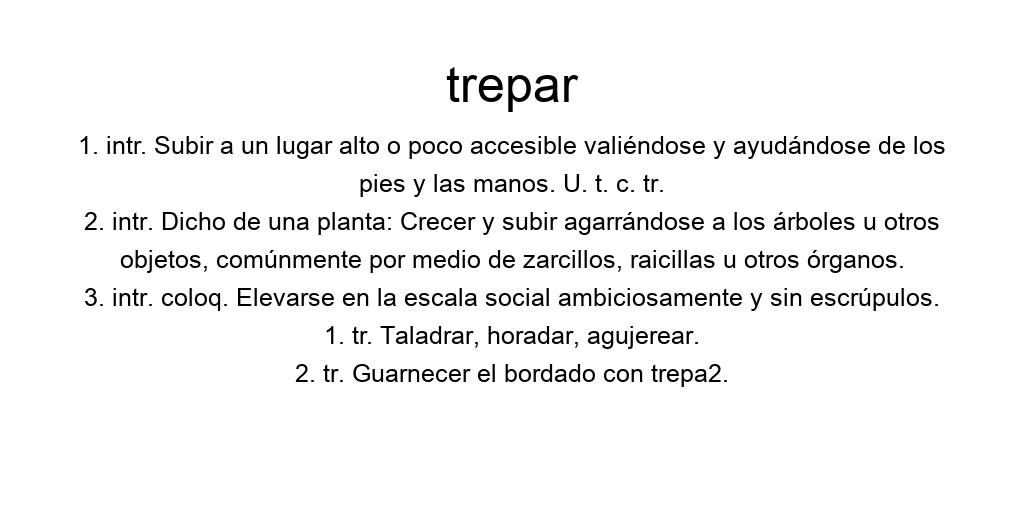 trepar
1. intr. Subir a un lugar alto o poco accesible valiéndose y ayudándose de los
pies y las manos. U. t. c. tr.
2. intr. Dicho de una planta: Crecer y subir agarrándose a los árboles u otros
objetos, comúnmente por medio de zarcillos, raicillas u otros órganos.
3. intr. coloq. Elevarse en la escala social ambiciosamente y sin escrúpulos.
1. tr. Taladrar, horadar, agujerear.
2. tr. Guarnecer el bordado con trepa2.